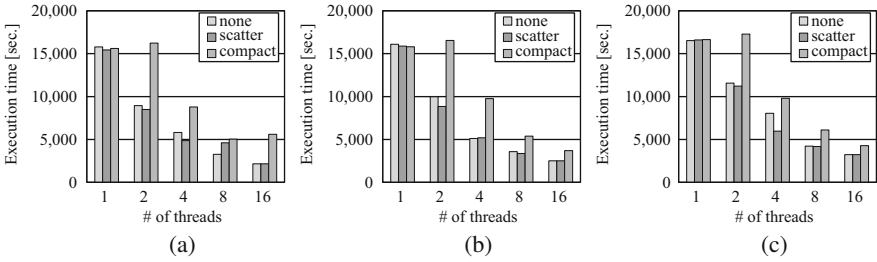 Execution time [sec.]
20,000
15,000
10,000
5,000
0
none
scatter
compact
1 2 4 8 16
# of threads
(a)
Execution time [sec.]
20,000
15,000
10,000
5,000
0
none
scatter
compact
1 2 4 8 16
# of threads
(b)
Execution time [sec.]
20,000
15,000
10,000
5,000
0
none
scatter
compact
1 2 4 8 16
# of threads
(c)